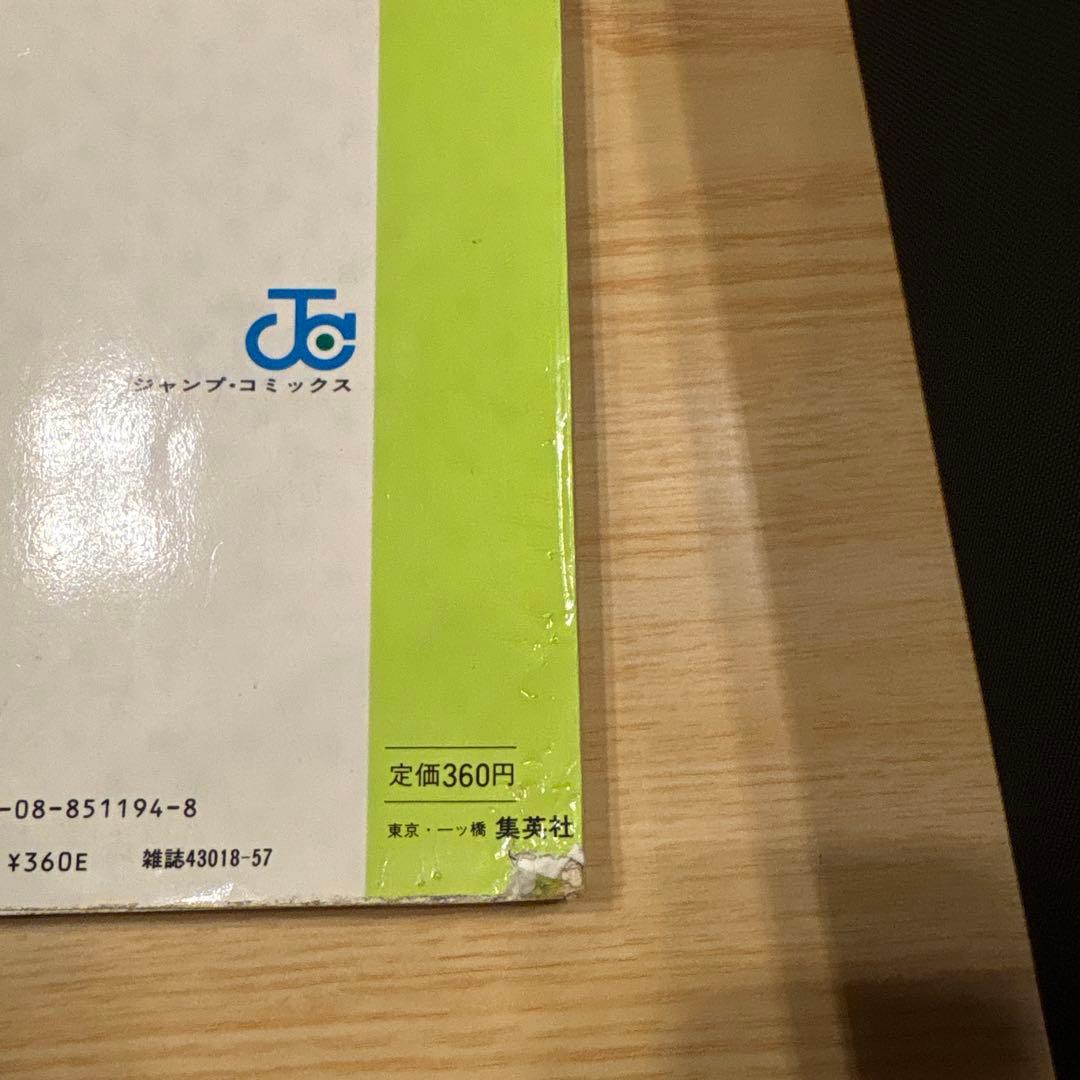 ジャンプ・コミックス
-08-851194-8
¥360E 雑誌43018-57
定価360円
東京・一ツ橋 集英社